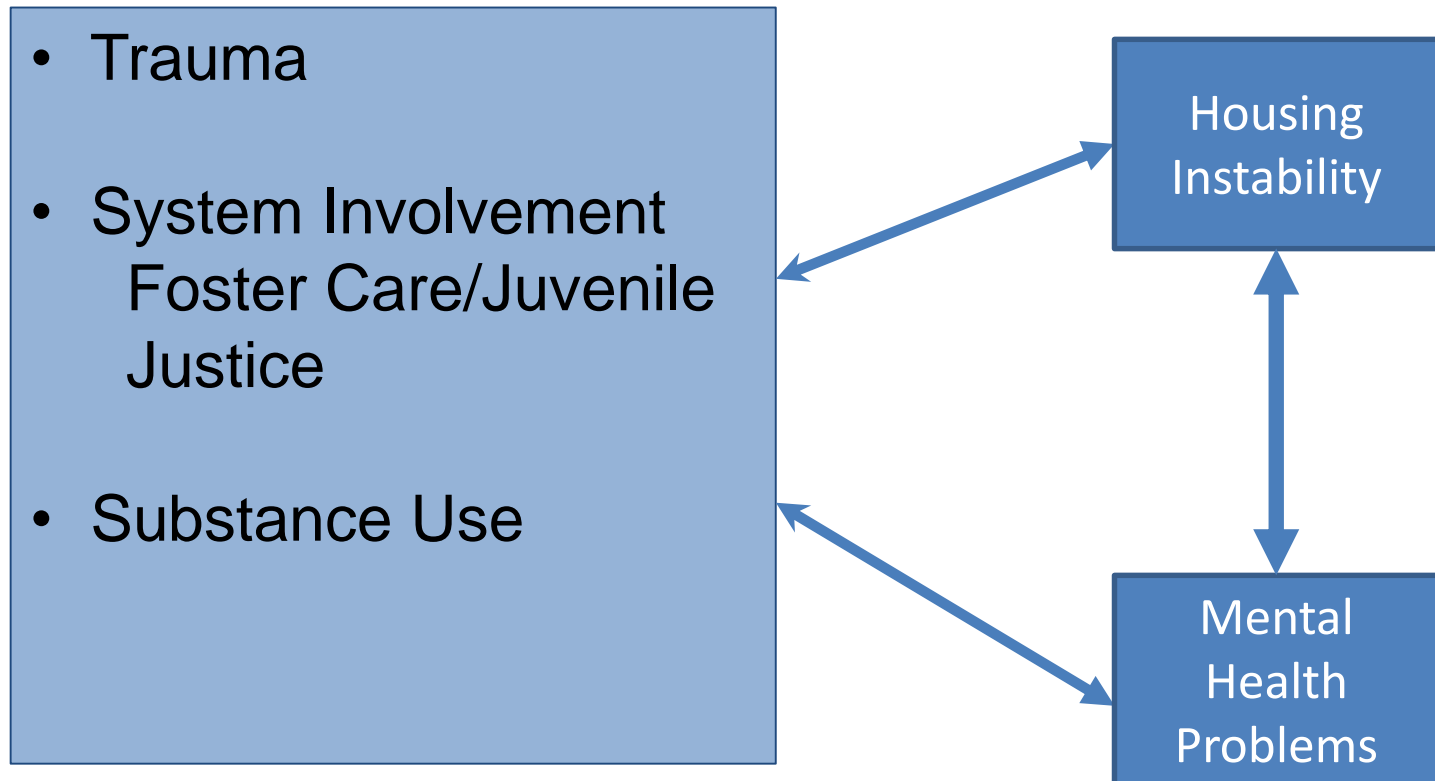 • Trauma
• System Involvement
Foster Care/Juvenile
Justice
• Substance Use
Housing
Instability
Mental
Health
Problems